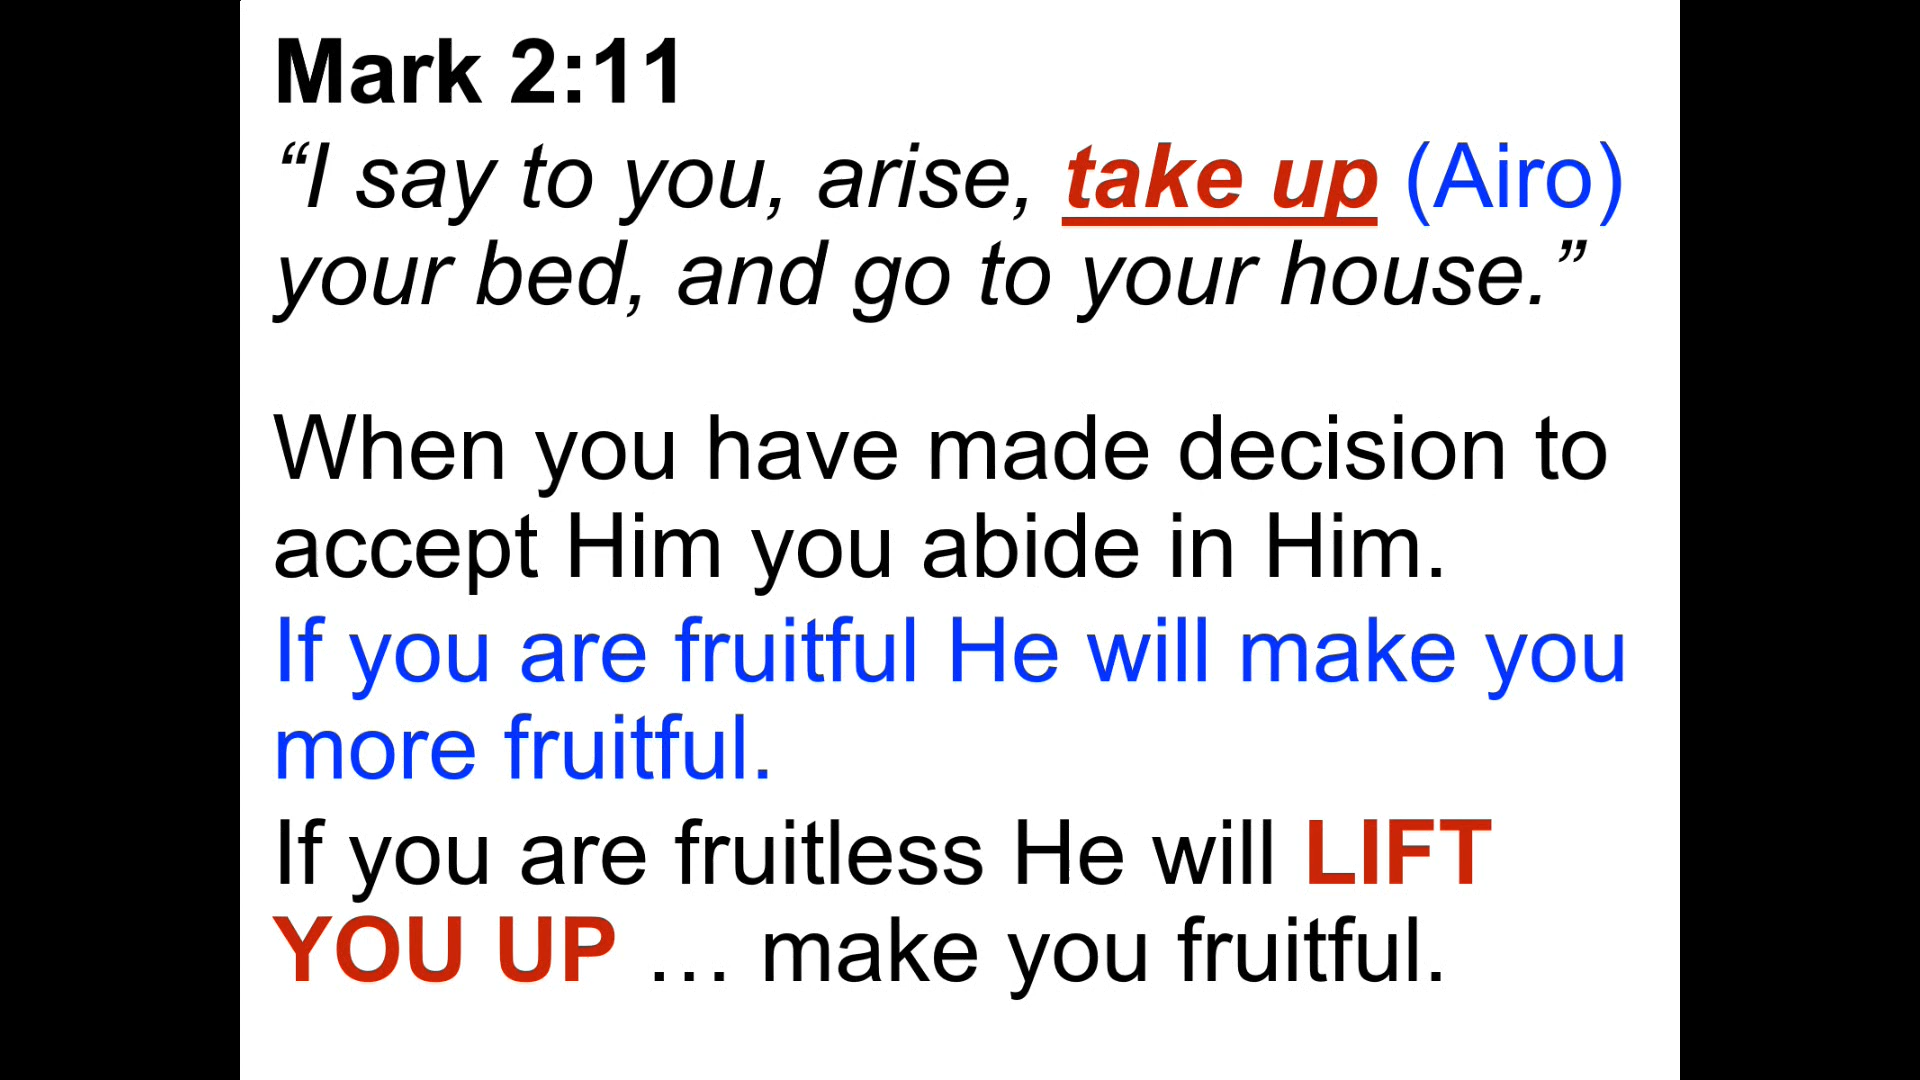 Mark 2:11
“I say to you, arise, take up (Airo)
your bed, and go to your house.”
When you have made decision to
accept Him you abide in Him.
If you are fruitful He will make you
more fruitful.
If you are fruitless He will LIFT
YOU UP … make you fruitful.